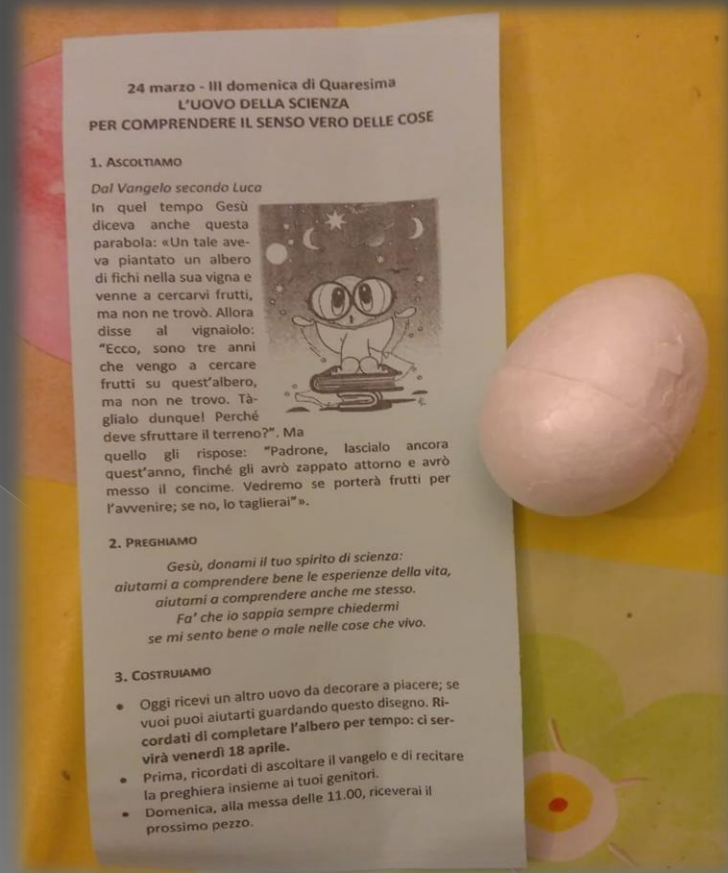 24 marzo - III domenica di Quaresima
L'UOVO DELLA SCIENZA
PER COMPRENDERE IL SENSO VERO DELLE COSE
1. ASCOLTIAMO
Dal Vangelo secondo Luca
In quel tempo Gesù
diceva anche questa
parabola: «Un tale ave-
va piantato un albero
di fichi nella sua vigna e
venne a cercarvi frutti,
ma non ne trovò. Allora
disse al vignaiolo:
"Ecco, sono tre anni
che vengo a cercare
frutti su quest'albero,
ma non ne trovo. Tà-
glialo dunque! Perché
deve sfruttare il terreno?". Ma
quello gli rispose: "Padrone, lascialo ancora
quest'anno, finché gli avrò zappato attorno e avrò
messo il concime. Vedremo se porterà frutti per
l'avvenire; se no, lo taglierai"».
2. PREGHIAMO
Gesù, donami il tuo spirito di scienza:
aiutami a comprendere bene le esperienze della vita,
aiutami a comprendere anche me stesso.
Fa' che io sappia sempre chiedermi
se mi sento bene o male nelle cose che vivo.
3. COSTRUIAMO
• Oggi ricevi un altro uovo da decorare a piacere; se
vuoi puoi aiutarti guardando questo disegno. Ri-
cordati di completare l'albero per tempo: ci ser-
virà venerdì 18 aprile.
• Prima, ricordati di ascoltare il vangelo e di recitare
la preghiera insieme ai tuoi genitori.
• Domenica, alla messa delle 11.00, riceverai il
prossimo pezzo.